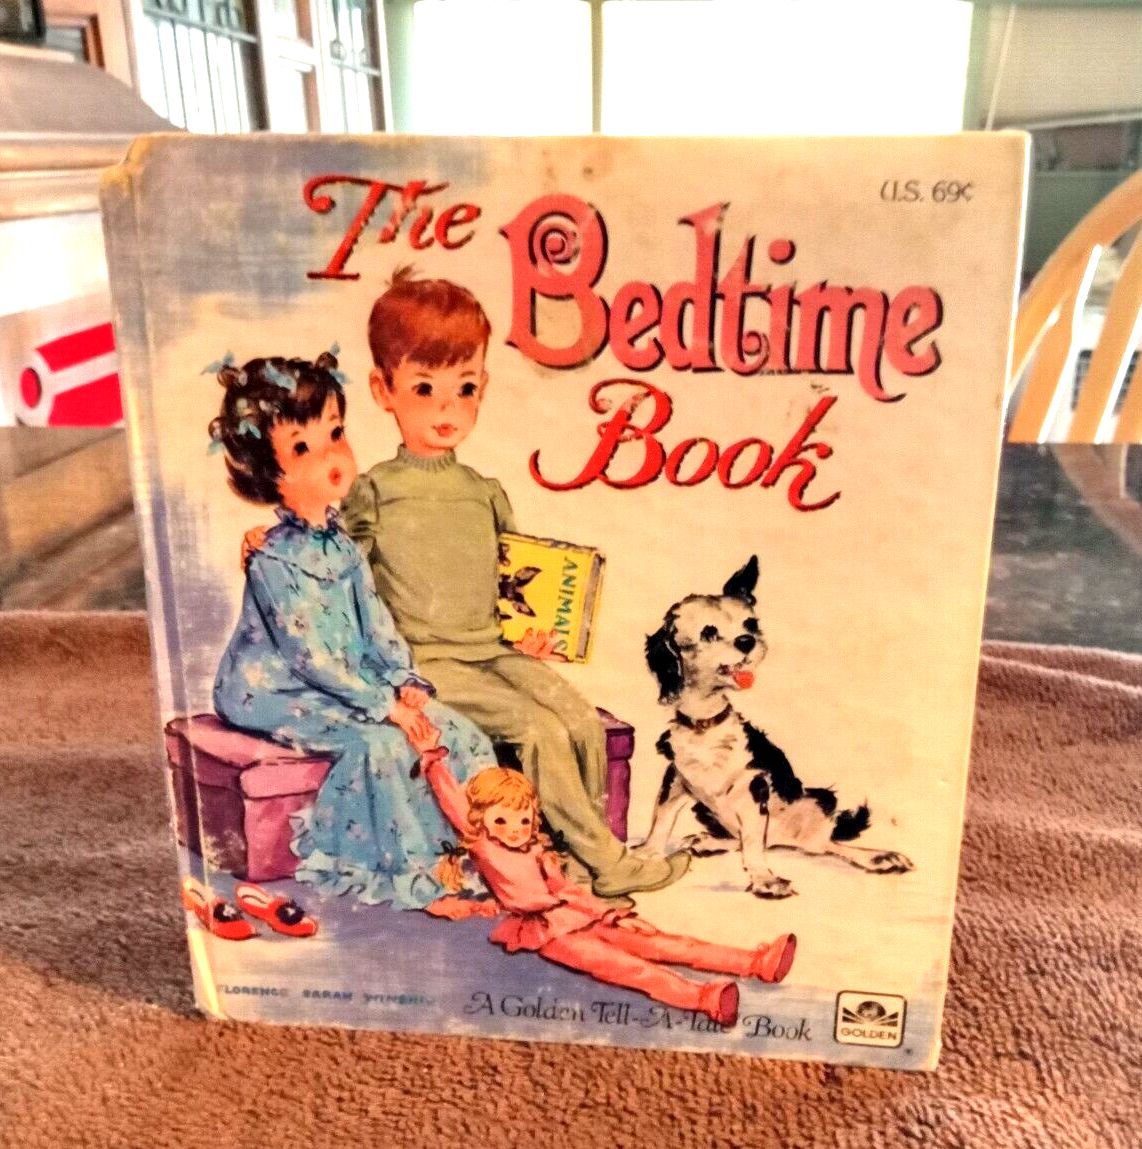 The
U.S. 69¢
Bedtime
Book
ANIMALS
FLORENCE SARAH WINSHIP
A Golden Tell-A-Tale Book
GOLDEN